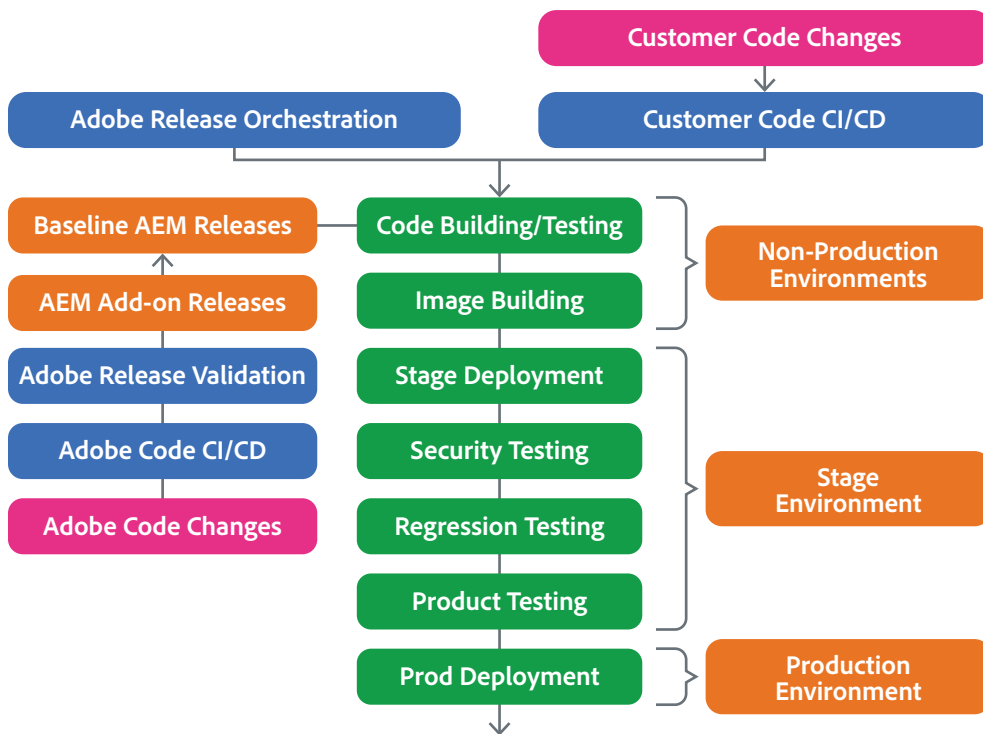 Customer Code Changes
Adobe Release Orchestration
Customer Code CI/CD
Baseline AEM Releases
Code Building/Testing
Non-Production
Environments
AEM Add-on Releases
Image Building
Adobe Release Validation
Stage Deployment
Adobe Code CI/CD
Security Testing
Stage
Environment
Adobe Code Changes
Regression Testing
Product Testing
Prod Deployment
Production
Environment